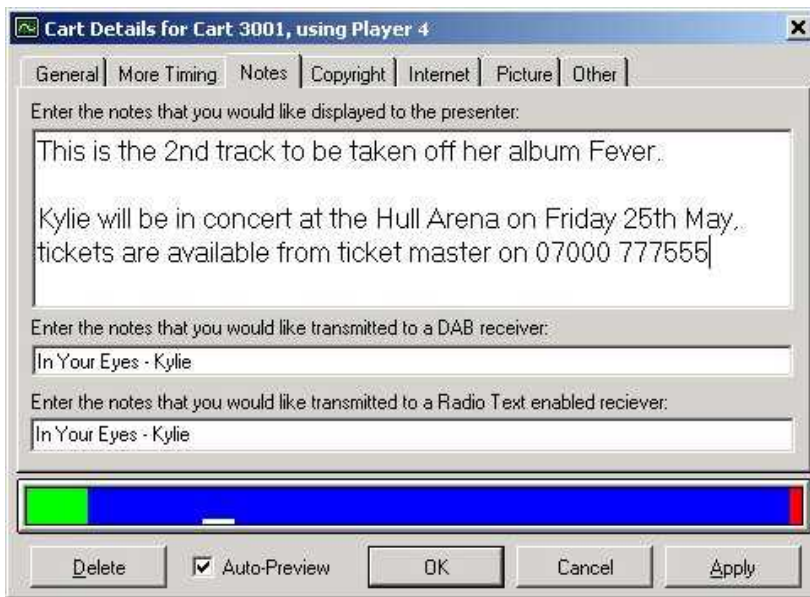 Cart Details for Cart 3001, using Player 4
General More Timing Notes Copyright Internet Picture Other
Enter the notes that you would like displayed to the presenter:
This is the 2nd track to be taken off her album Fever.
Kylie will be in concert at the Hull Arena on Friday 25th May,
tickets are available from ticket master on 07000 777555
Enter the notes that you would like transmitted to a DAB receiver:
In Your Eyes - Kylie
Enter the notes that you would like transmitted to a Radio Text enabled reciever:
In Your Eyes - Kylie
Delete Auto-Preview OK Cancel Apply